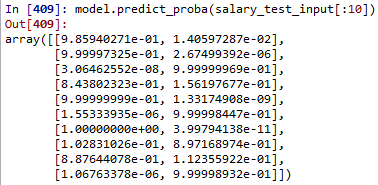 In [409]: model.predict_proba(salary_test_input[:10])
Out[409]:
array([[9.85940271e-01, 1.40597287e-02],
[9.99997325e-01, 2.67499392e-06],
[3.06462552e-08, 9.99999969e-01],
[8.43802323e-01, 1.56197677e-01],
[9.99999999e-01, 1.33174908e-09],
[1.55333935e-06, 9.99998447e-01],
[1.00000000e+00, 3.99794138e-11],
[1.02831026e-01, 8.97168974e-01],
[8.87644078e-01, 1.12355922e-01],
[1.06763378e-06, 9.99998932e-01]])